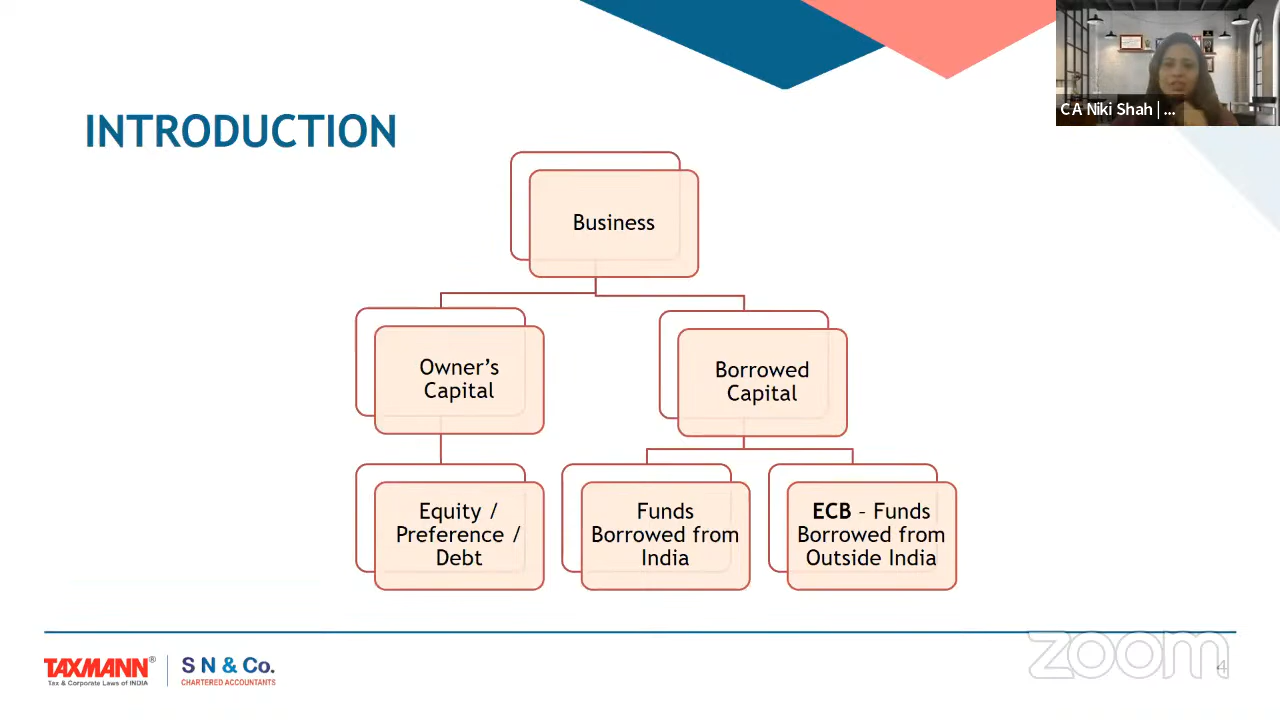 CA Niki Shah | ...
INTRODUCTION
Business
Owner’s
Capital
Borrowed
Capital
Equity /
Preference /
Debt
Funds
Borrowed from
India
ECB – Funds
Borrowed from
Outside India
TAXMANN®
Tax & Corporate Laws of INDIA
S N & Co.
CHARTERED ACCOUNTANTS
zoom
4